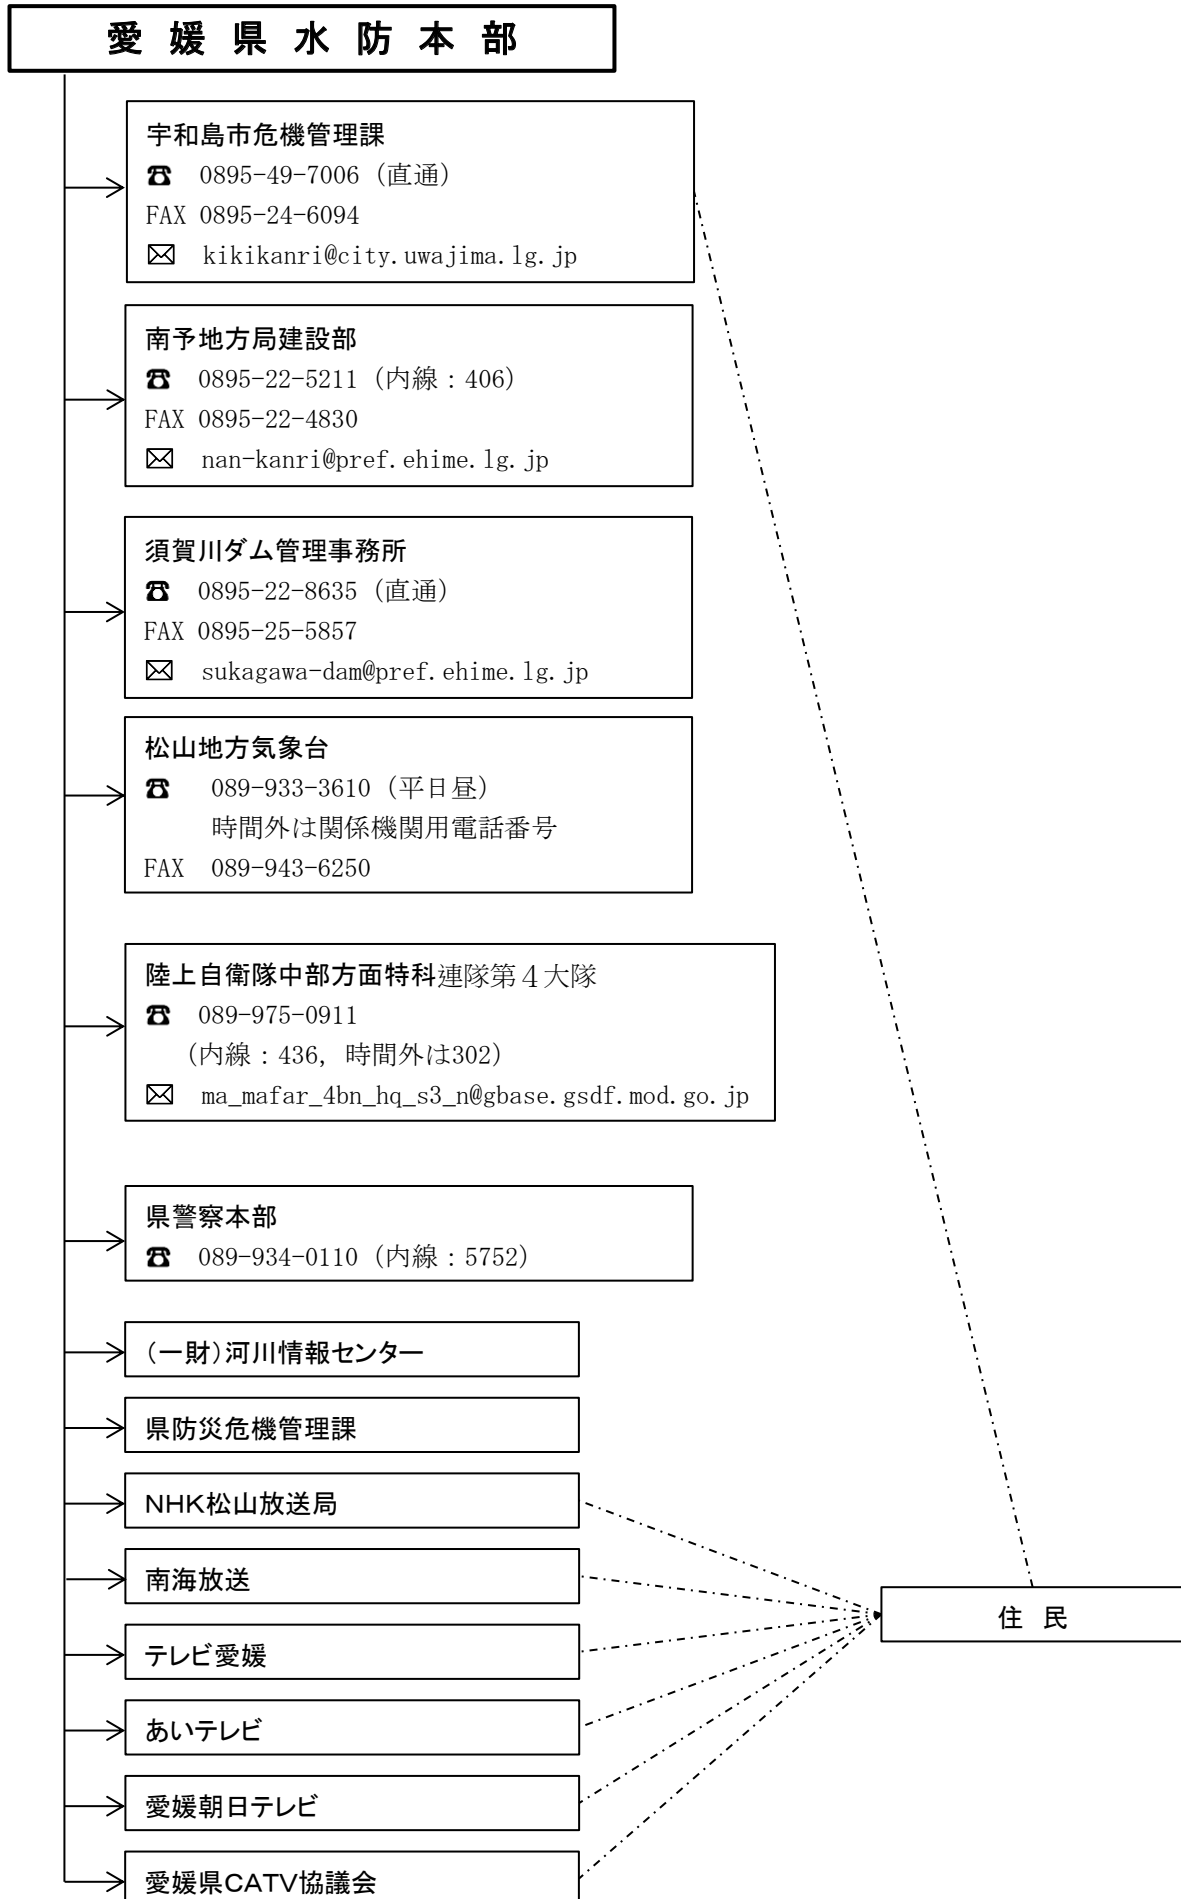 愛媛県水防本部
宇和島市危機管理課
☎ 0895-49-7006（直通）
FAX 0895-24-6094
✉ kikikanri@city.uwajima.lg.jp
南予地方局建設部
☎ 0895-22-5211（内線：406）
FAX 0895-22-4830
✉ nan-kanri@pref.ehime.lg.jp
須賀川ダム管理事務所
☎ 0895-22-8635（直通）
FAX 0895-25-5857
✉ sukagawa-dam@pref.ehime.lg.jp
松山地方気象台
☎ 089-933-3610（平日昼）
時間外は関係機関用電話番号
FAX 089-943-6250
陸上自衛隊中部方面特科連隊第４大隊
☎ 089-975-0911
（内線：436，時間外は302）
✉ ma_mafar_4bn_hq_s3_n@gbase.gsdf.mod.go.jp
県警察本部
☎ 089-934-0110（内線：5752）
（一財）河川情報センター
県防災危機管理課
NHK松山放送局
南海放送
テレビ愛媛
あいテレビ
愛媛朝日テレビ
愛媛県CATV協議会
住 民